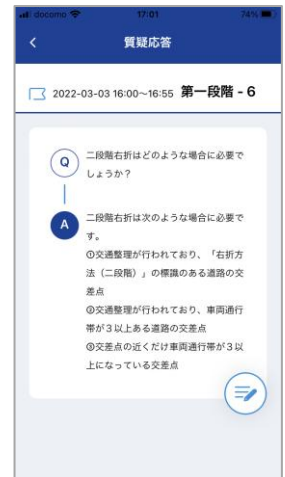 docomo 17:01 74%
質疑応答
2022-03-03 16:00~16:55 第一段階 - 6
Q 二段階右折はどのような場合に必要で
しょうか?
A 二段階右折は次のような場合に必要で
す。
①交通整理が行われており、「右折方
法（二段階）」の標識のある道路の交
差点
②交通整理が行われており、車両通行
帯が３以上ある道路の交差点
③交差点の近くだけ車両通行帯が３以
上になっている交差点